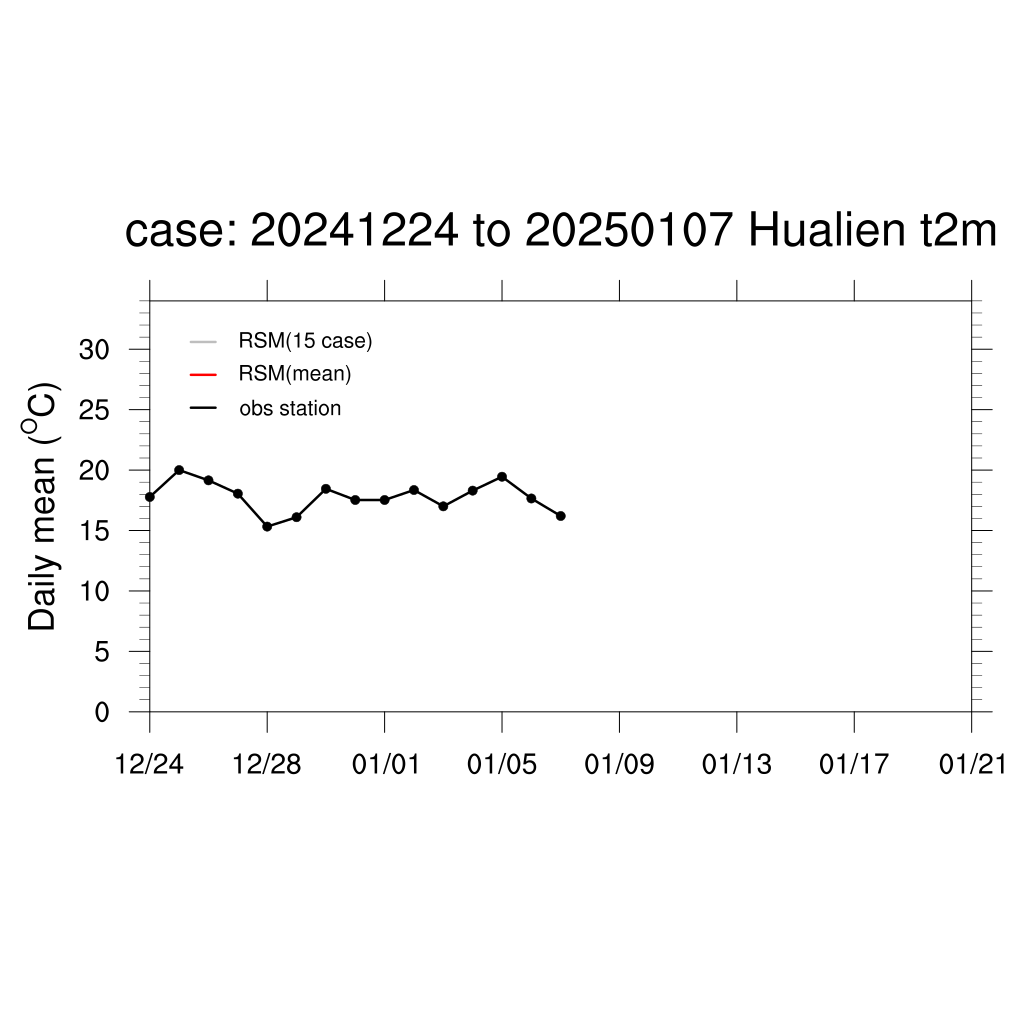 case: 20241224 to 20250107 Hualien t2m
RSM(15 case)
RSM(mean)
obs station
Daily mean (°C)
30
25
20
15
10
5
0
12/24 12/28 01/01 01/05 01/09 01/13 01/17 01/21